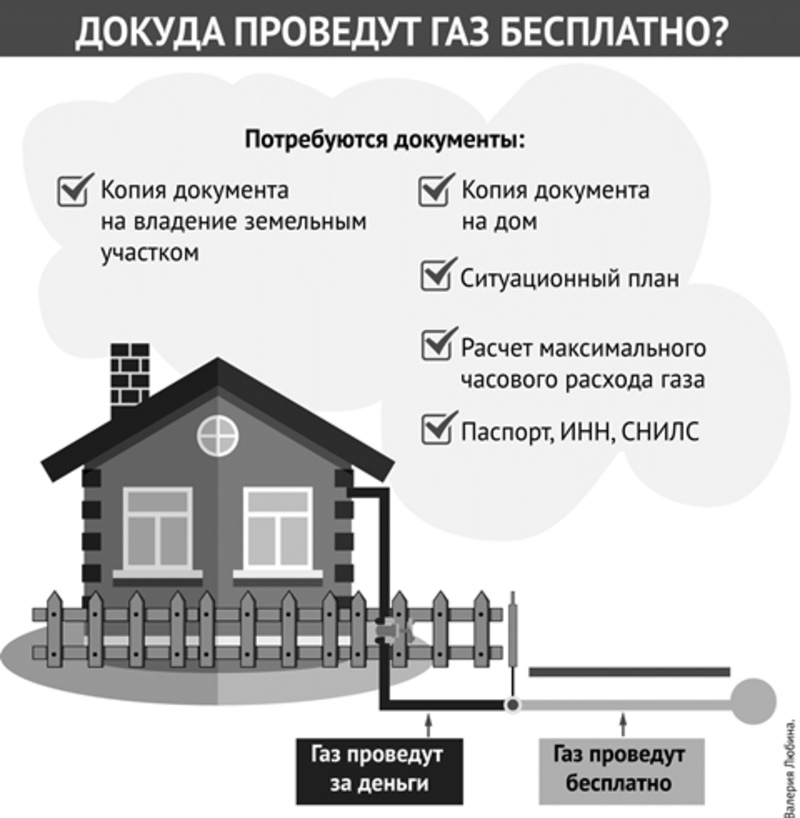 ДОКУДА ПРОВЕДУТ ГАЗ БЕСПЛАТНО?
Потребуются документы:
Копия документа
на владение земельным
участком
Копия документа
на дом
Ситуационный план
Расчет максимального
часового расхода газа
Паспорт, ИНН, СНИЛС
Газ проведут
за деньги
Газ проведут
бесплатно
Валерия Любина.